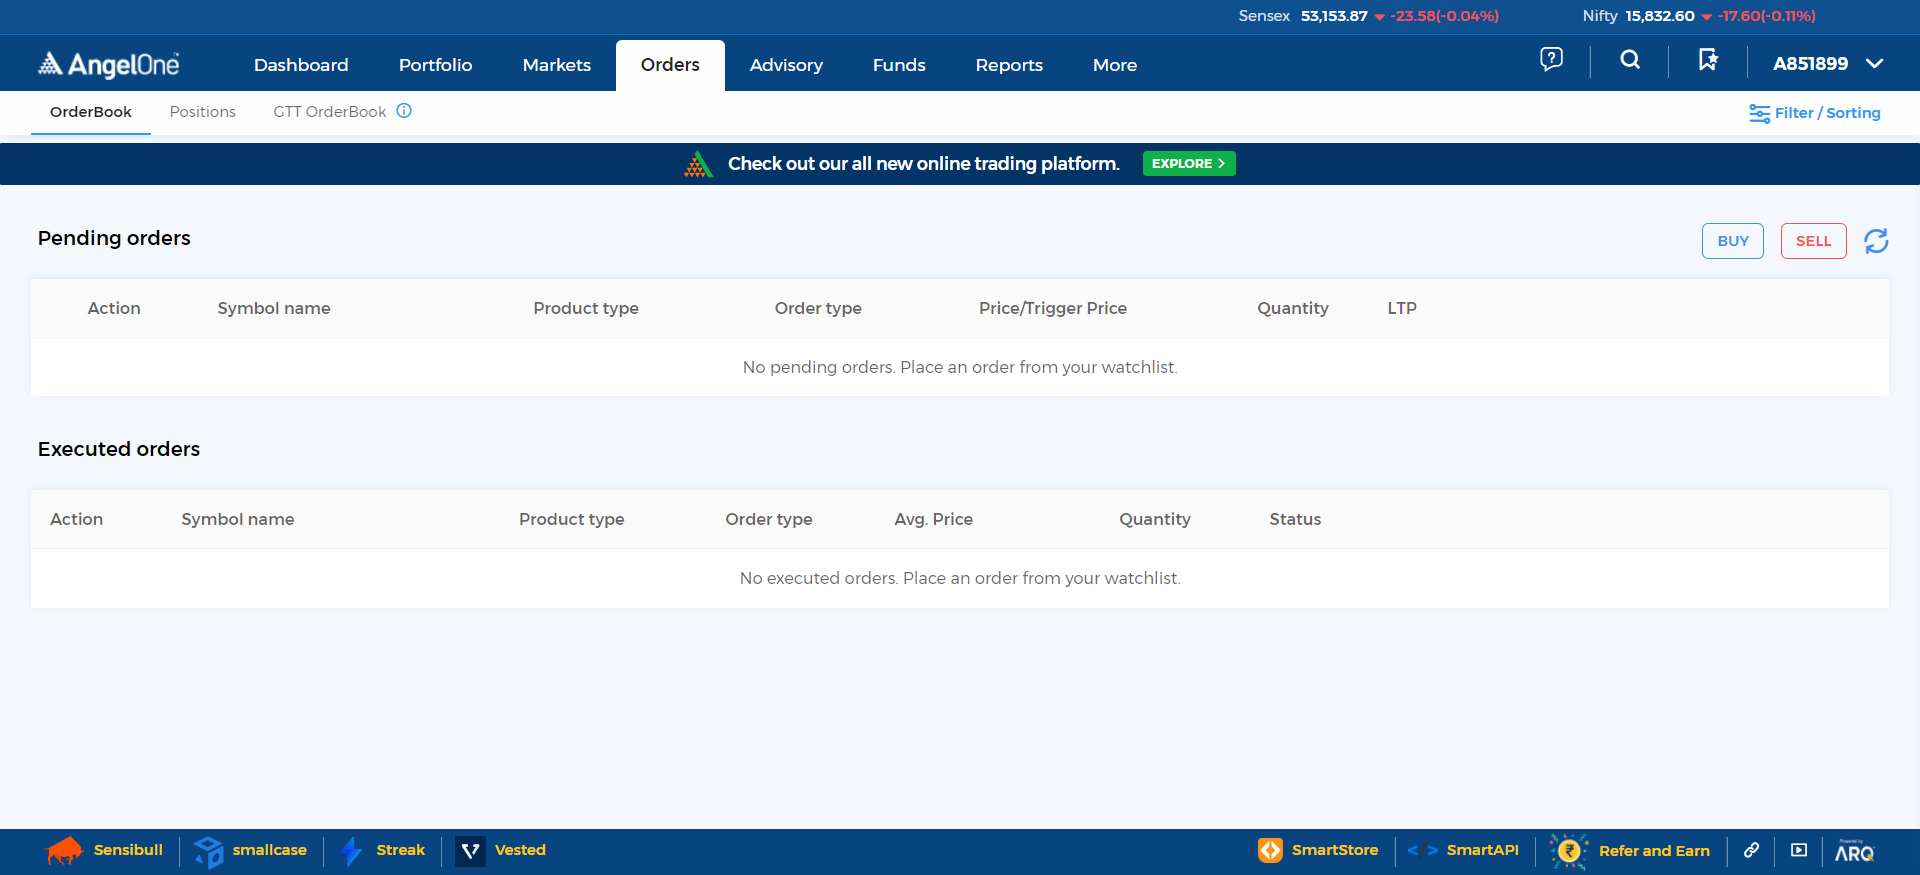 Sensex 53,153.87 -23.58(-0.04%) Nifty 15,832.60 -17.60(-0.11%)
AngelOne Dashboard Portfolio Markets Orders Advisory Funds Reports More A851899
OrderBook Positions GTT OrderBook Filter / Sorting
Check out our all new online trading platform. EXPLORE
Pending orders BUY SELL
Action Symbol name Product type Order type Price/Trigger Price Quantity LTP
No pending orders. Place an order from your watchlist.
Executed orders
Action Symbol name Product type Order type Avg. Price Quantity Status
No executed orders. Place an order from your watchlist.
Sensibull smallcase Streak Vested SmartStore SmartAPI Refer and Earn Powered by ARQ